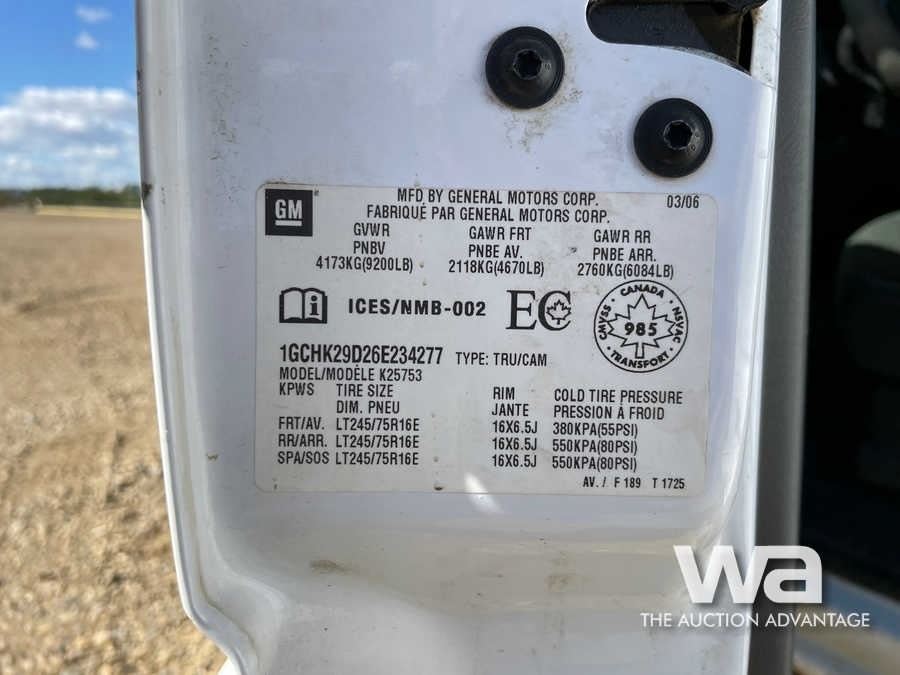 GM
MFD BY GENERAL MOTORS CORP. 03/06
FABRIQUÉ PAR GENERAL MOTORS CORP.
GVWR GAWR FRT GAWR RR
PNBV PNBE AV. PNBE ARR.
4173KG(9200LB) 2118KG(4670LB) 2760KG(6084LB)
i ICES/NMB-002 EC
CANADA
CMVSS 985 NSVAC
TRANSPORT
1GCHK29D26E234277 TYPE: TRU/CAM
MODEL/MODÈLE K25753
KPWS TIRE SIZE RIM COLD TIRE PRESSURE
DIM. PNEU JANTE PRESSION À FROID
FRT/AV. LT245/75R16E 16X6.5J 380KPA(55PSI)
RR/ARR. LT245/75R16E 16X6.5J 550KPA(80PSI)
SPA/SOS LT245/75R16E 16X6.5J 550KPA(80PSI)
AV. / F 189 T 1725
wa
THE AUCTION ADVANTAGE